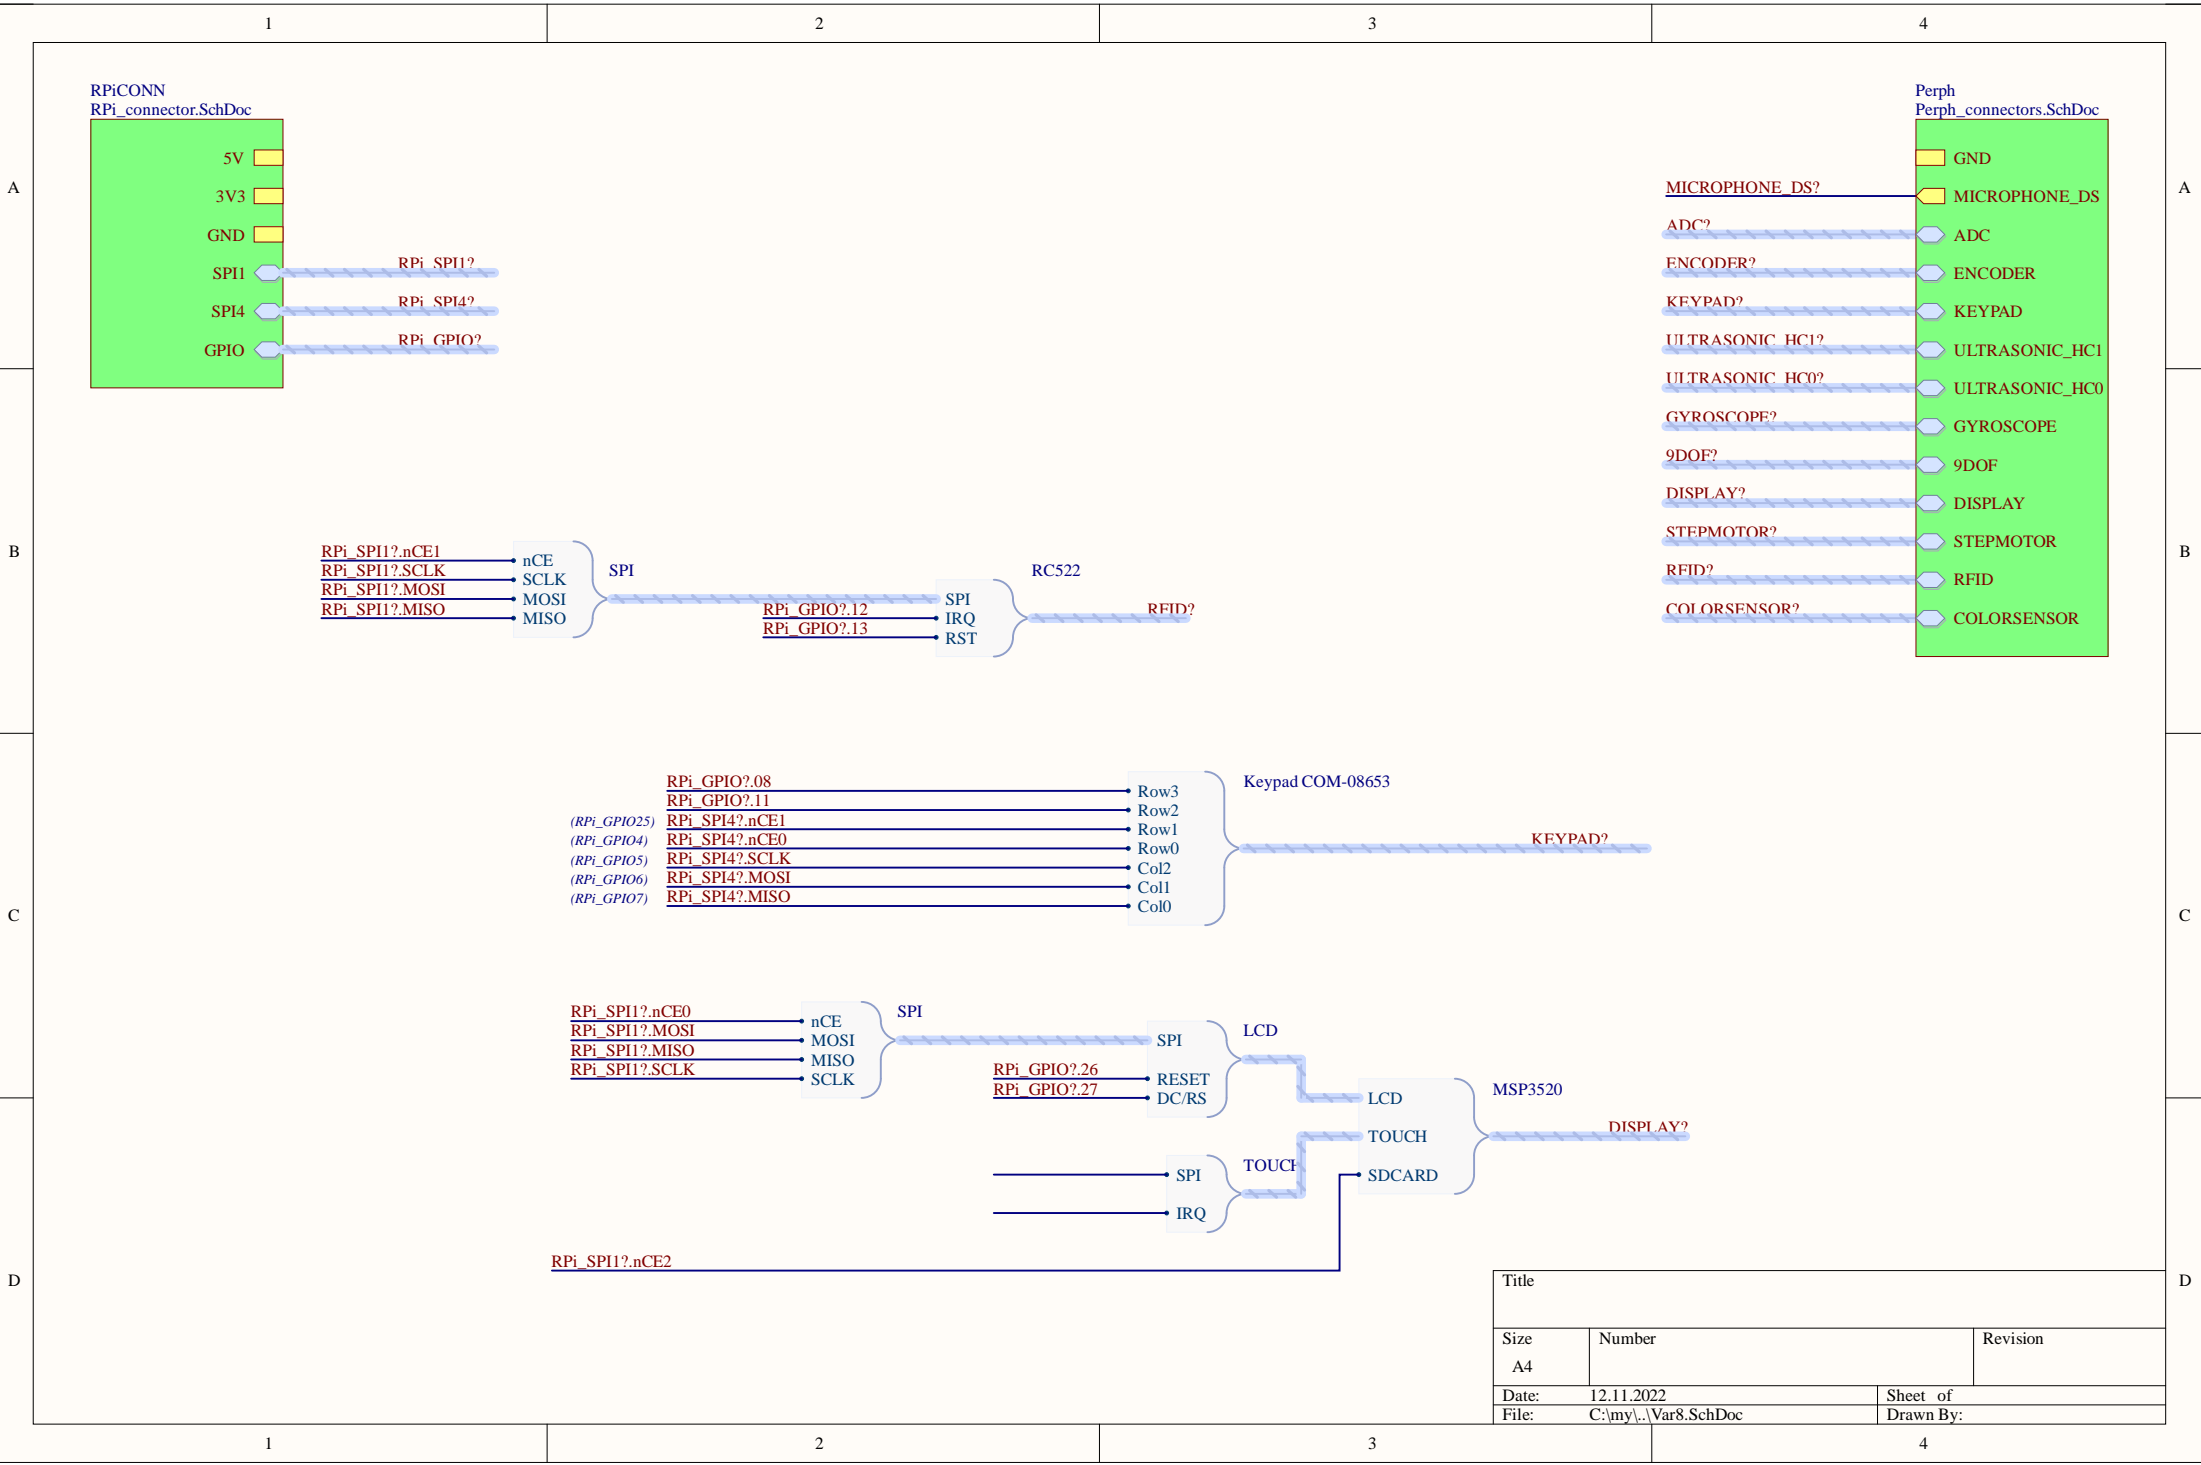 1 2 3 4
RPiCONN
RPi_connector.SchDoc
5V
3V3
GND
SPI1 RPi_SPI1?
SPI4 RPi_SPI4?
GPIO RPi_GPIO?
Perph
Perph_connectors.SchDoc
GND
MICROPHONE_DS? MICROPHONE_DS
ADC? ADC
ENCODER? ENCODER
KEYPAD? KEYPAD
ULTRASONIC_HC1? ULTRASONIC_HC1
ULTRASONIC_HC0? ULTRASONIC_HC0
GYROSCOPE? GYROSCOPE
9DOF? 9DOF
DISPLAY? DISPLAY
STEPMOTOR? STEPMOTOR
RFID? RFID
COLORSENSOR? COLORSENSOR
A A
B B
RPi_SPI1?.nCE1 nCE
RPi_SPI1?.SCLK SCLK
RPi_SPI1?.MOSI MOSI
RPi_SPI1?.MISO MISO
SPI
RC522
SPI
RPi_GPIO?.12 IRQ
RPi_GPIO?.13 RST
RFID?
RPi_GPIO?.08 Row3
RPi_GPIO?.11 Row2
(RPi_GPIO25) RPi_SPI4?.nCE1 Row1
(RPi_GPIO4) RPi_SPI4?.nCE0 Row0
(RPi_GPIO5) RPi_SPI4?.SCLK Col2
(RPi_GPIO6) RPi_SPI4?.MOSI Col1
(RPi_GPIO7) RPi_SPI4?.MISO Col0
Keypad COM-08653
KEYPAD?
C C
RPi_SPI1?.nCE0 nCE
RPi_SPI1?.MOSI MOSI
RPi_SPI1?.MISO MISO
RPi_SPI1?.SCLK SCLK
SPI
LCD
SPI
RPi_GPIO?.26 RESET
RPi_GPIO?.27 DC/RS
MSP3520
LCD
TOUCH
SDCARD
DISPLAY?
TOUCH
SPI
IRQ
RPi_SPI1?.nCE2
D D
Title
Size Number Revision
A4
Date: 12.11.2022 Sheet of
File: C:\my\..\Var8.SchDoc Drawn By:
1 2 3 4